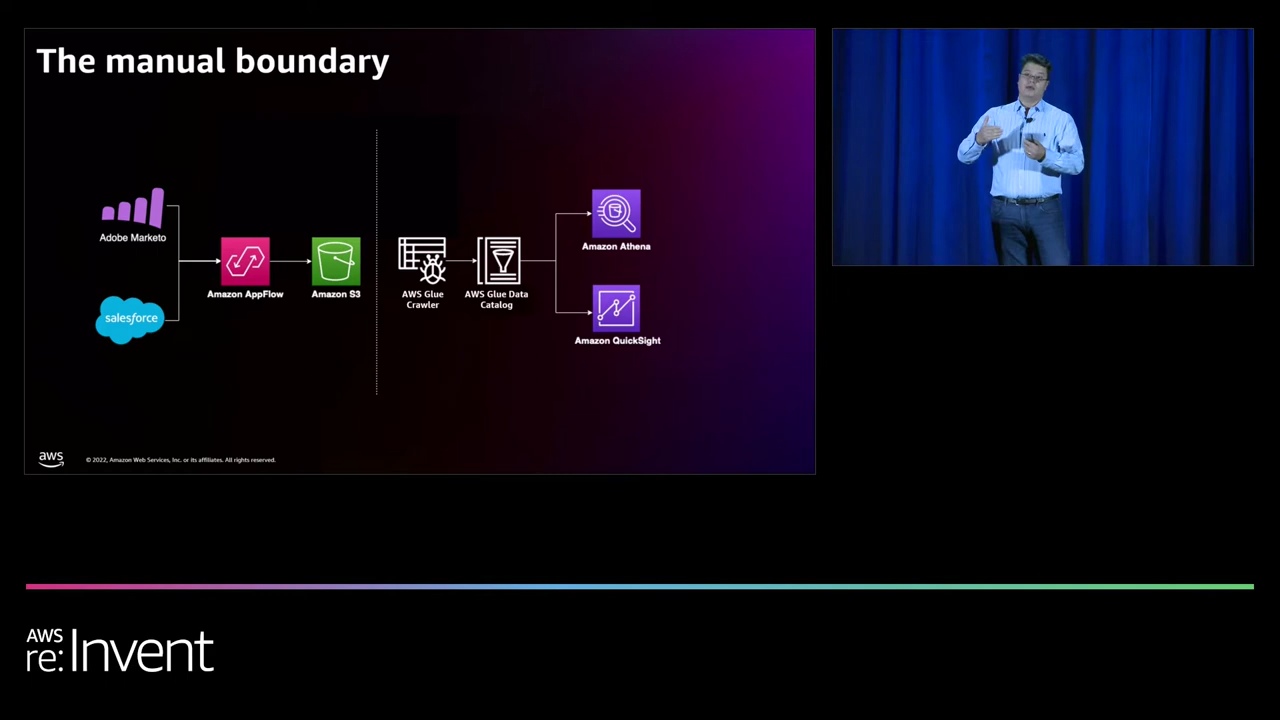 The manual boundary
Adobe Marketo
salesforce
Amazon AppFlow
Amazon S3
AWS Glue
Crawler
AWS Glue Data
Catalog
Amazon Athena
Amazon QuickSight
aws
© 2022, Amazon Web Services, Inc. or its affiliates. All rights reserved.
AWS
re:Invent